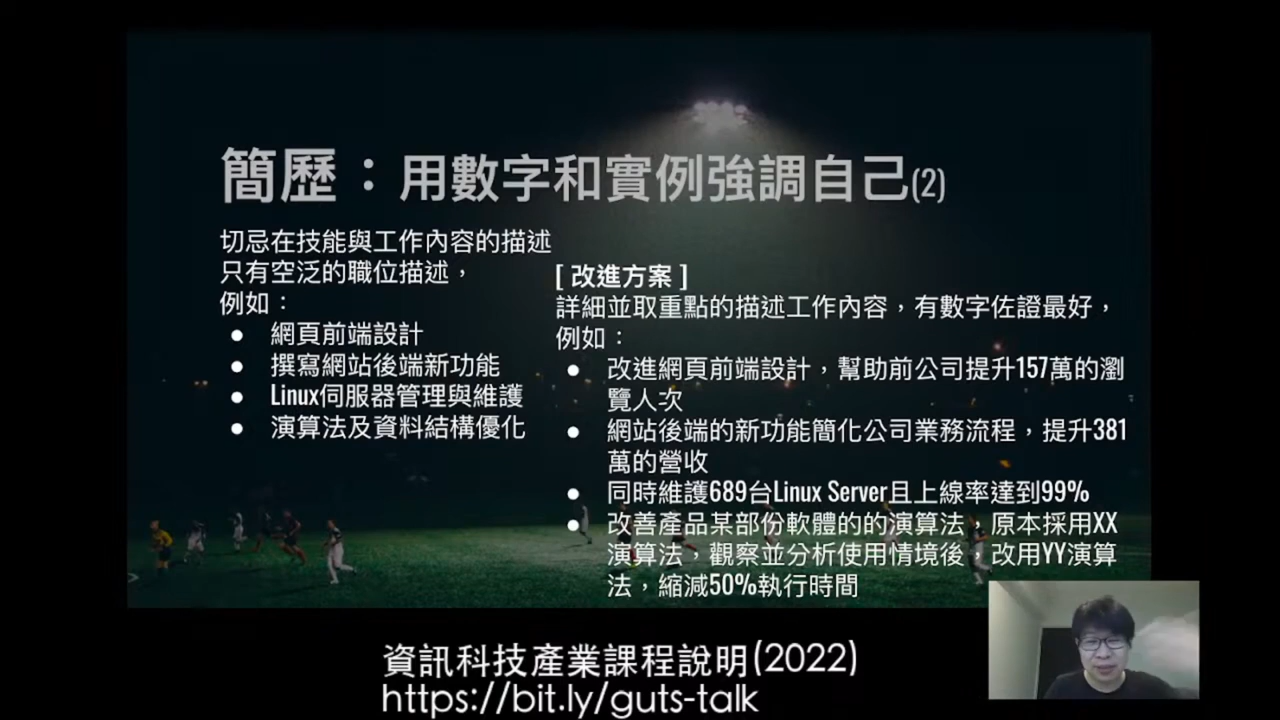 簡歷：用數字和實例強調自己(2)
切忌在技能與工作內容的描述
只有空泛的職位描述，
例如：
● 網頁前端設計
● 撰寫網站後端新功能
● Linux伺服器管理與維護
● 演算法及資料結構優化
[ 改進方案 ]
詳細並取重點的描述工作內容，有數字佐證最好，
例如：
● 改進網頁前端設計，幫助前公司提升157萬的瀏
覽人次
● 網站後端的新功能簡化公司業務流程，提升381
萬的營收
● 同時維護689台Linux Server且上線率達到99%
● 改善產品某部份軟體的的演算法，原本採用XX
演算法，觀察並分析使用情境後，改用YY演算
法，縮減50%執行時間
資訊科技產業課程說明(2022)
https://bit.ly/guts-talk